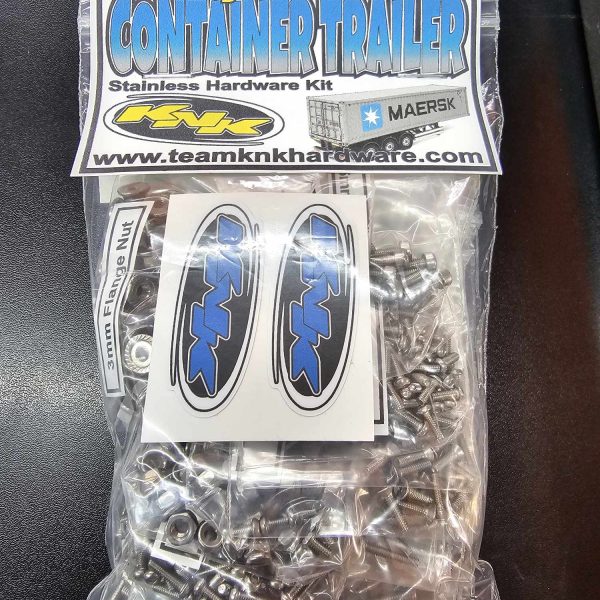 CONTAINER TRAILER
Stainless Hardware Kit
KNK
MAERSK
www.teamknkhardware.com
3mm Flange Nut
KNK
KNK